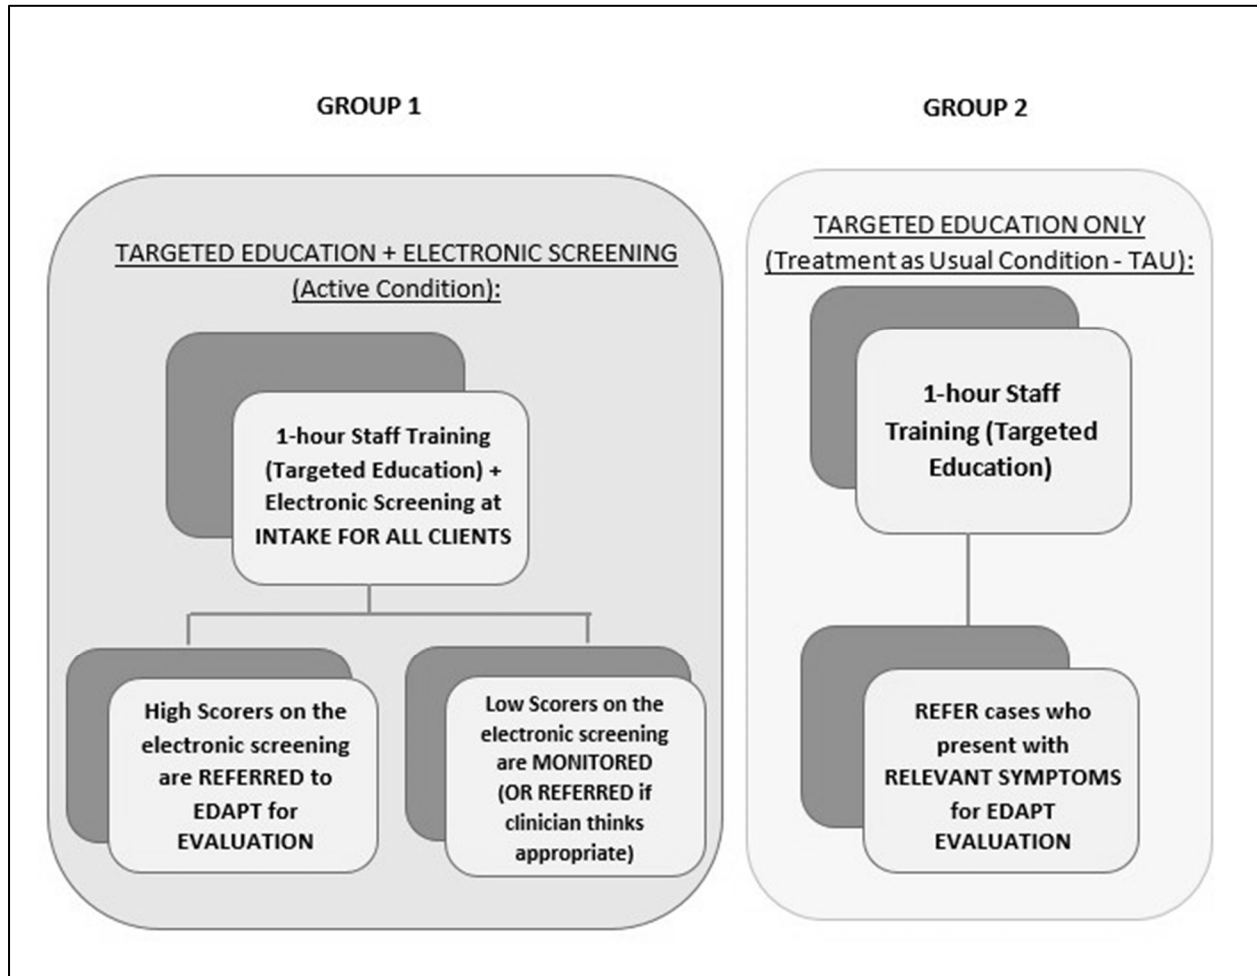 GROUP 1
TARGETED EDUCATION + ELECTRONIC SCREENING
(Active Condition):
1-hour Staff Training
(Targeted Education) +
Electronic Screening at
INTAKE FOR ALL CLIENTS
High Scorers on the
electronic screening
are REFERRED to
EDAPT for
EVALUATION
Low Scorers on the
electronic screening
are MONITORED
(OR REFERRED if
clinician thinks
appropriate)
GROUP 2
TARGETED EDUCATION ONLY
(Treatment as Usual Condition - TAU):
1-hour Staff
Training (Targeted
Education)
REFER cases who
present with
RELEVANT SYMPTOMS
for EDAPT
EVALUATION